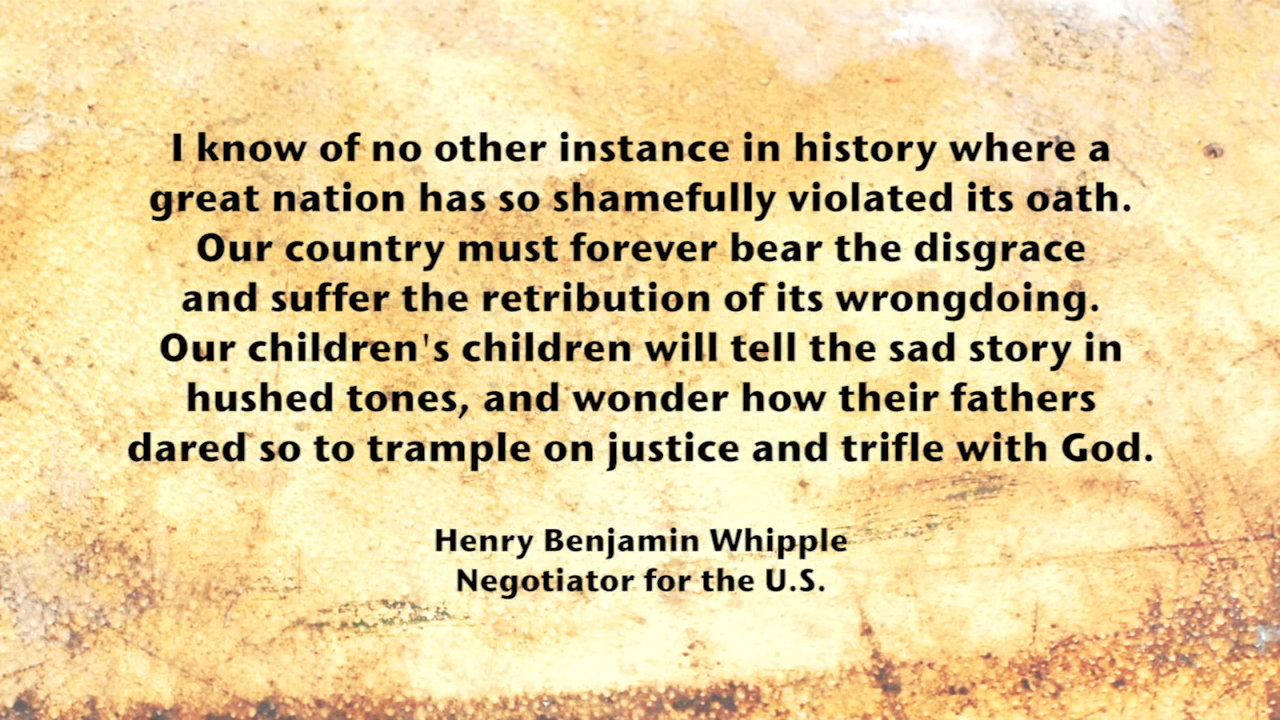 I know of no other instance in history where a
great nation has so shamefully violated its oath.
Our country must forever bear the disgrace
and suffer the retribution of its wrongdoing.
Our children's children will tell the sad story in
hushed tones, and wonder how their fathers
dared so to trample on justice and trifle with God.
Henry Benjamin Whipple
Negotiator for the U.S.